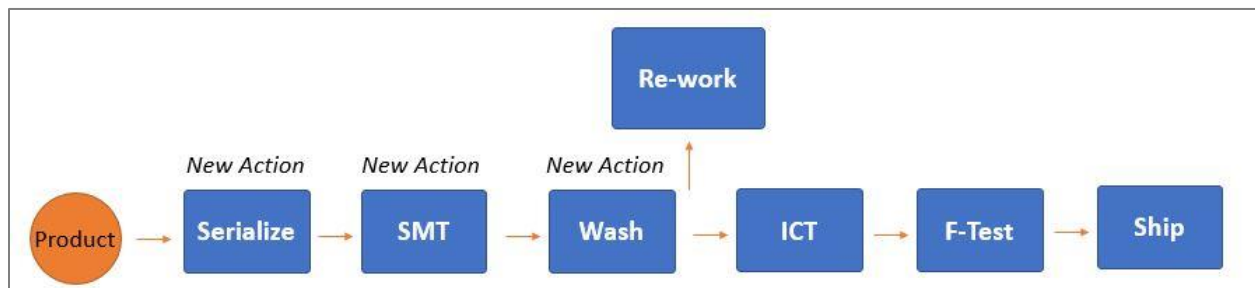 Re-work
New Action
New Action
New Action
Product
Serialize
SMT
Wash
ICT
F-Test
Ship